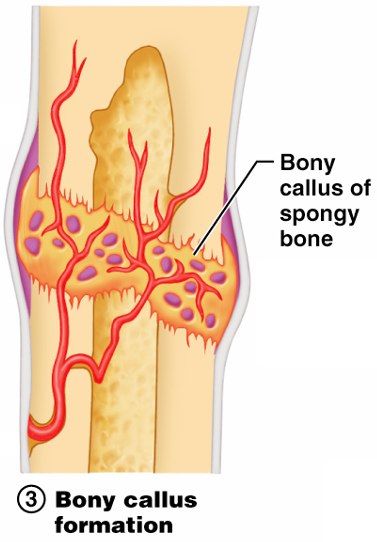 Bony
callus of
spongy
bone
③ Bony callus
formation